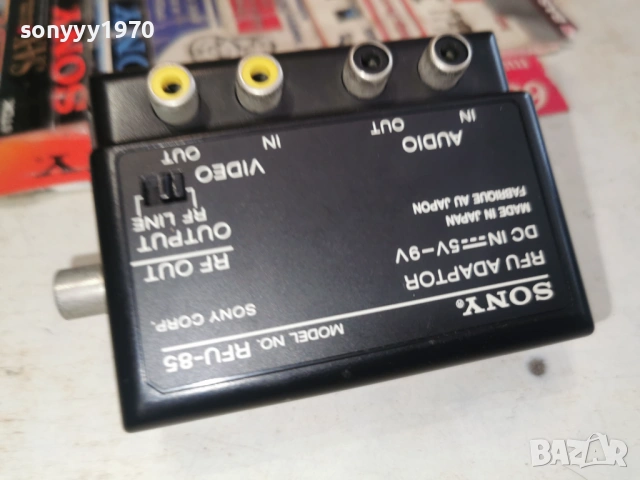 sonyyy1970
SONY®
RFU ADAPTOR
MODEL NO. RFU-85
DC IN ⎓ 5V–9V
MADE IN JAPAN
FABRIQUE AU JAPON
SONY CORP.
AUDIO
IN
OUT
VIDEO
IN
OUT
RF OUT
OUTPUT
RF LINE
BAZAR